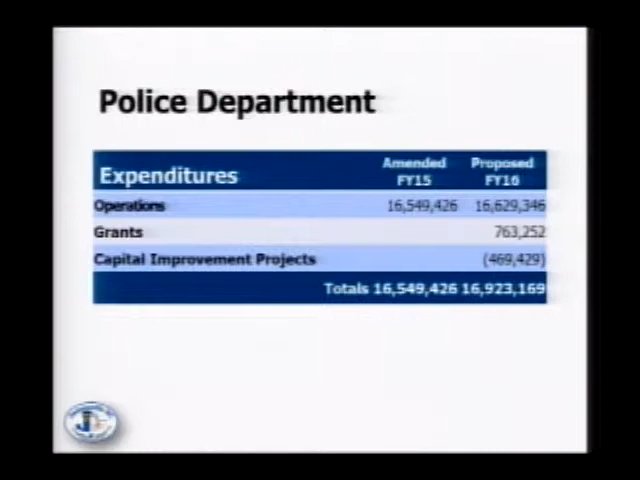 Police Department
Expenditures Amended FY15 Proposed FY16
Operations 16,549,426 16,629,346
Grants 763,252
Capital Improvement Projects (469,429)
Totals 16,549,426 16,923,169